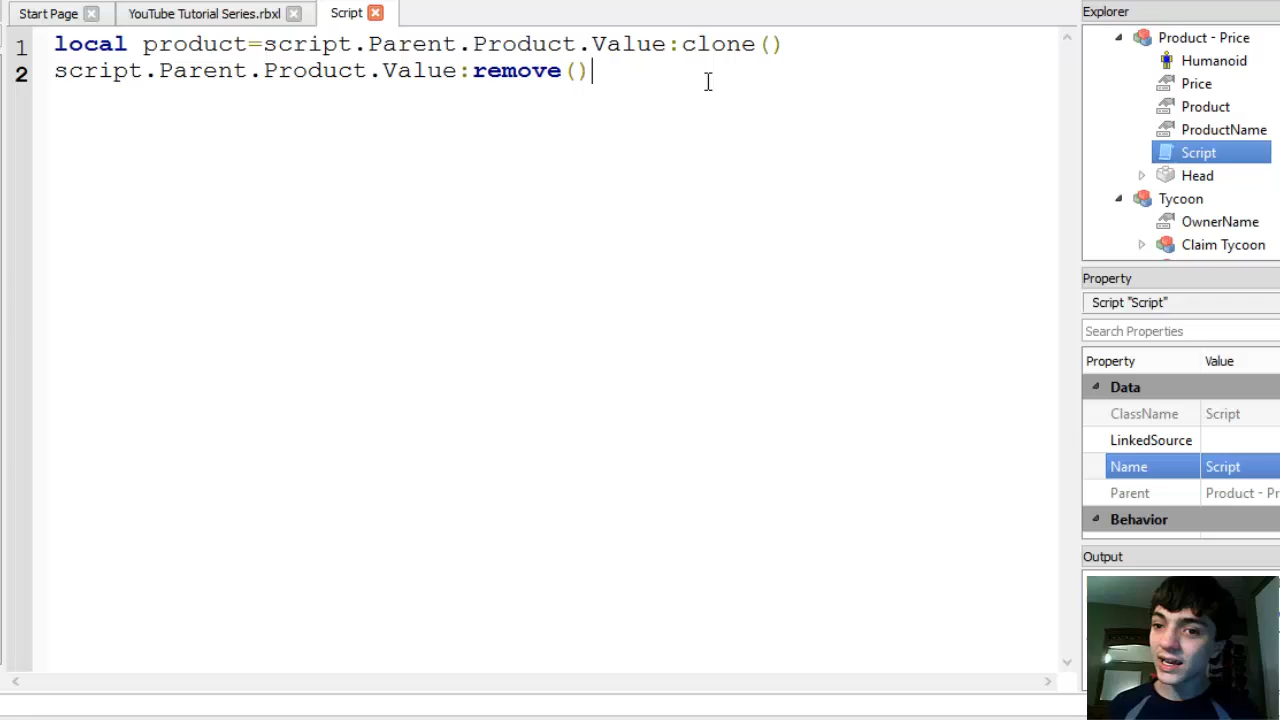 Start Page
YouTube Tutorial Series.rbxl
Script
1 local product=script.Parent.Product.Value:clone()
2 script.Parent.Product.Value:remove()
Explorer
Product - Price
Humanoid
Price
Product
ProductName
Script
Head
Tycoon
OwnerName
Claim Tycoon
Property
Script "Script"
Search Properties
Property Value
Data
ClassName Script
LinkedSource
Name Script
Parent Product - Pr
Behavior
Output